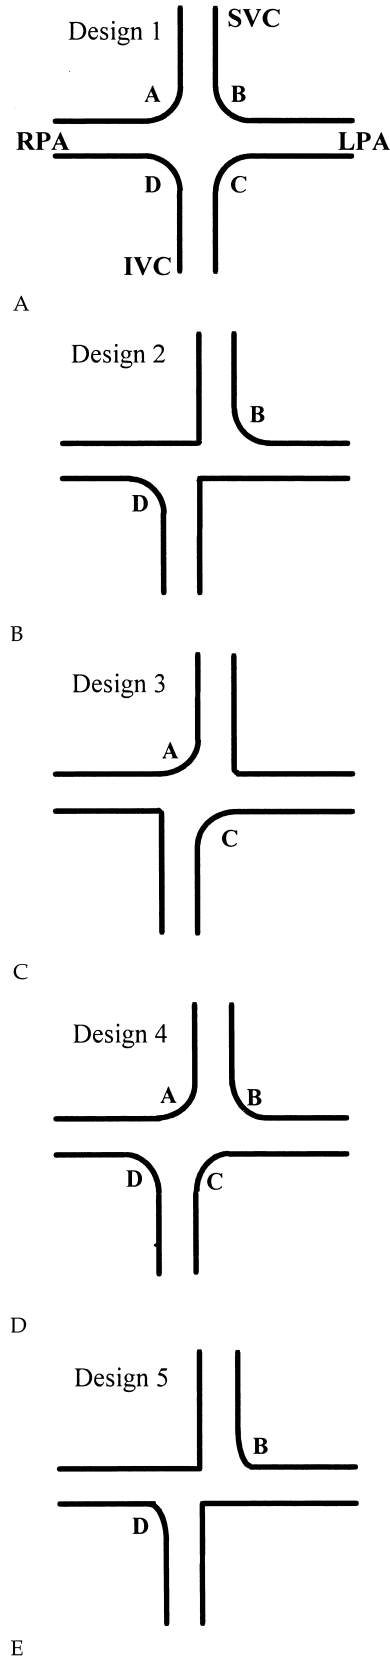 Design 1
SVC
A B
RPA LPA
D C
IVC
A
Design 2
B
D
B
Design 3
A
C
C
Design 4
A B
D C
D
Design 5
B
D
E